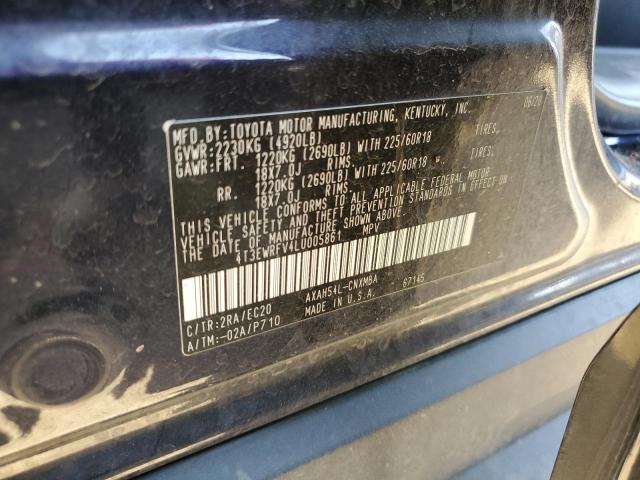 MFD. BY: TOYOTA MOTOR MANUFACTURING, KENTUCKY, INC. 06/20
GVWR: 2230KG (4920LB)
GAWR: FRT. 1220KG (2690LB) WITH 225/60R18 TIRES,
18X7.0J RIMS
RR. 1220KG (2690LB) WITH 225/60R18 TIRES,
18X7.0J RIMS
THIS VEHICLE CONFORMS TO ALL APPLICABLE FEDERAL MOTOR
VEHICLE SAFETY AND THEFT PREVENTION STANDARDS IN EFFECT ON
THE DATE OF MANUFACTURE SHOWN ABOVE.
4T3EWRFV4LU005861 MPV
C/TR:2RA/EC20 AXAH54L-CNXMBA
A/TM:-02A/P710 MADE IN U.S.A. 67145